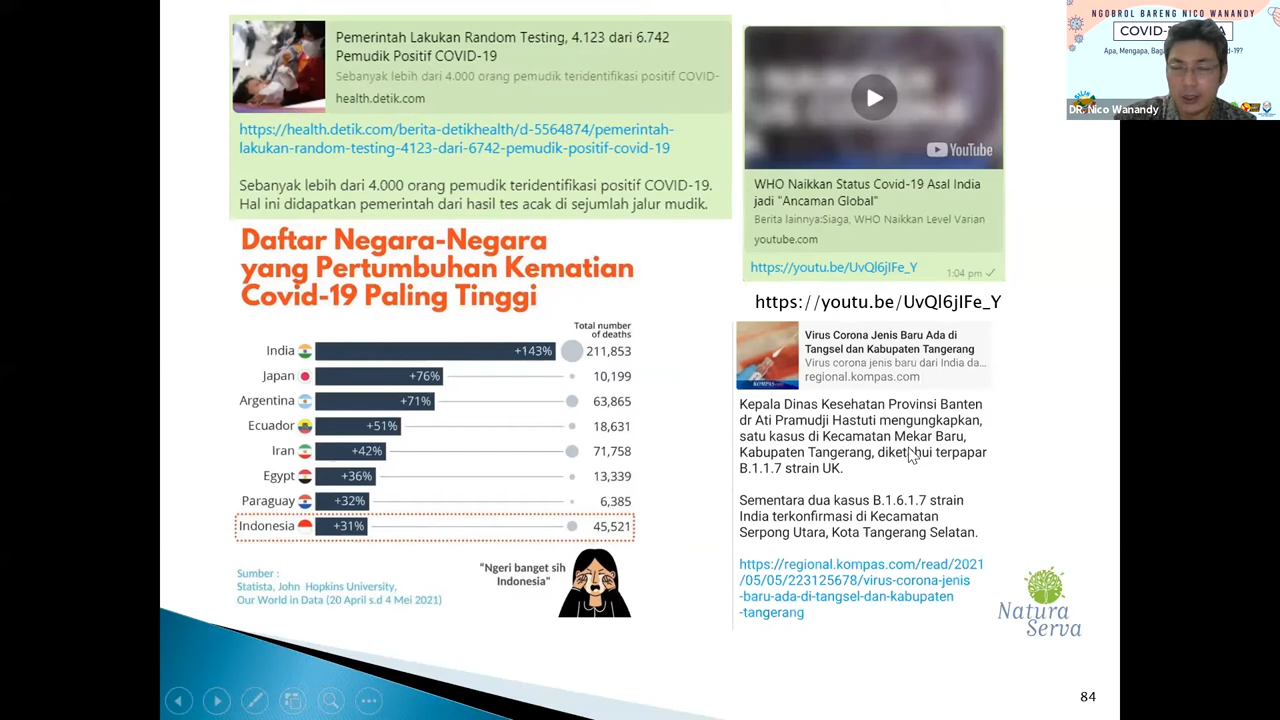 Pemerintah Lakukan Random Testing, 4.123 dari 6.742
Pemudik Positif COVID-19
Sebanyak lebih dari 4.000 orang pemudik teridentifikasi positif COVID-
health.detik.com
https://health.detik.com/berita-detikhealth/d-5564874/pemerintah-
lakukan-random-testing-4123-dari-6742-pemudik-positif-covid-19
Sebanyak lebih dari 4.000 orang pemudik teridentifikasi positif COVID-19.
Hal ini didapatkan pemerintah dari hasil tes acak di sejumlah jalur mudik.
Daftar Negara-Negara
yang Pertumbuhan Kematian
Covid-19 Paling Tinggi
Total number
of deaths
India +143% 211,853
Japan +76% 10,199
Argentina +71% 63,865
Ecuador +51% 18,631
Iran +42% 71,758
Egypt +36% 13,339
Paraguay +32% 6,385
Indonesia +31% 45,521
Sumber :
Statista, John Hopkins University,
Our World in Data (20 April s.d 4 Mei 2021)
"Ngeri banget sih
Indonesia"
YouTube
WHO Naikkan Status Covid-19 Asal India
jadi "Ancaman Global"
Berita lainnya:Siaga, WHO Naikkan Level Varian
youtube.com
https://youtu.be/UvQl6jIFe_Y
1:04 pm
https://youtu.be/UvQl6jIFe_Y
KOMPAS.com
Virus Corona Jenis Baru Ada di
Tangsel dan Kabupaten Tangerang
Virus corona jenis baru dari India da...
regional.kompas.com
Kepala Dinas Kesehatan Provinsi Banten
dr Ati Pramudji Hastuti mengungkapkan,
satu kasus di Kecamatan Mekar Baru,
Kabupaten Tangerang, diketahui terpapar
B.1.1.7 strain UK.
Sementara dua kasus B.1.6.1.7 strain
India terkonfirmasi di Kecamatan
Serpong Utara, Kota Tangerang Selatan.
https://regional.kompas.com/read/2021
/05/05/223125678/virus-corona-jenis
-baru-ada-di-tangsel-dan-kabupaten
-tangerang
Natura
Serva
84
NGOBROL BARENG NICO WANANDY
COVID-
Apa, Mengapa,
DR. Nico Wanandy